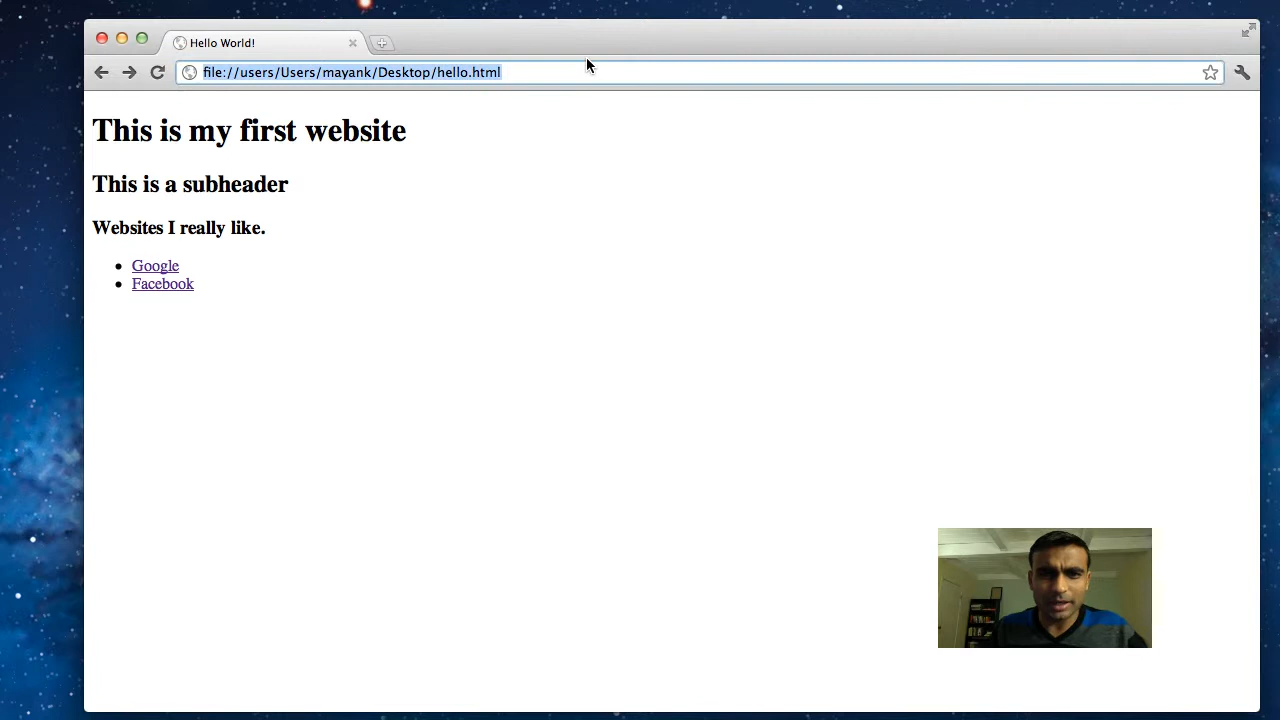 Hello World!
file://users/Users/mayank/Desktop/hello.html
This is my first website
This is a subheader
Websites I really like.
Google
Facebook